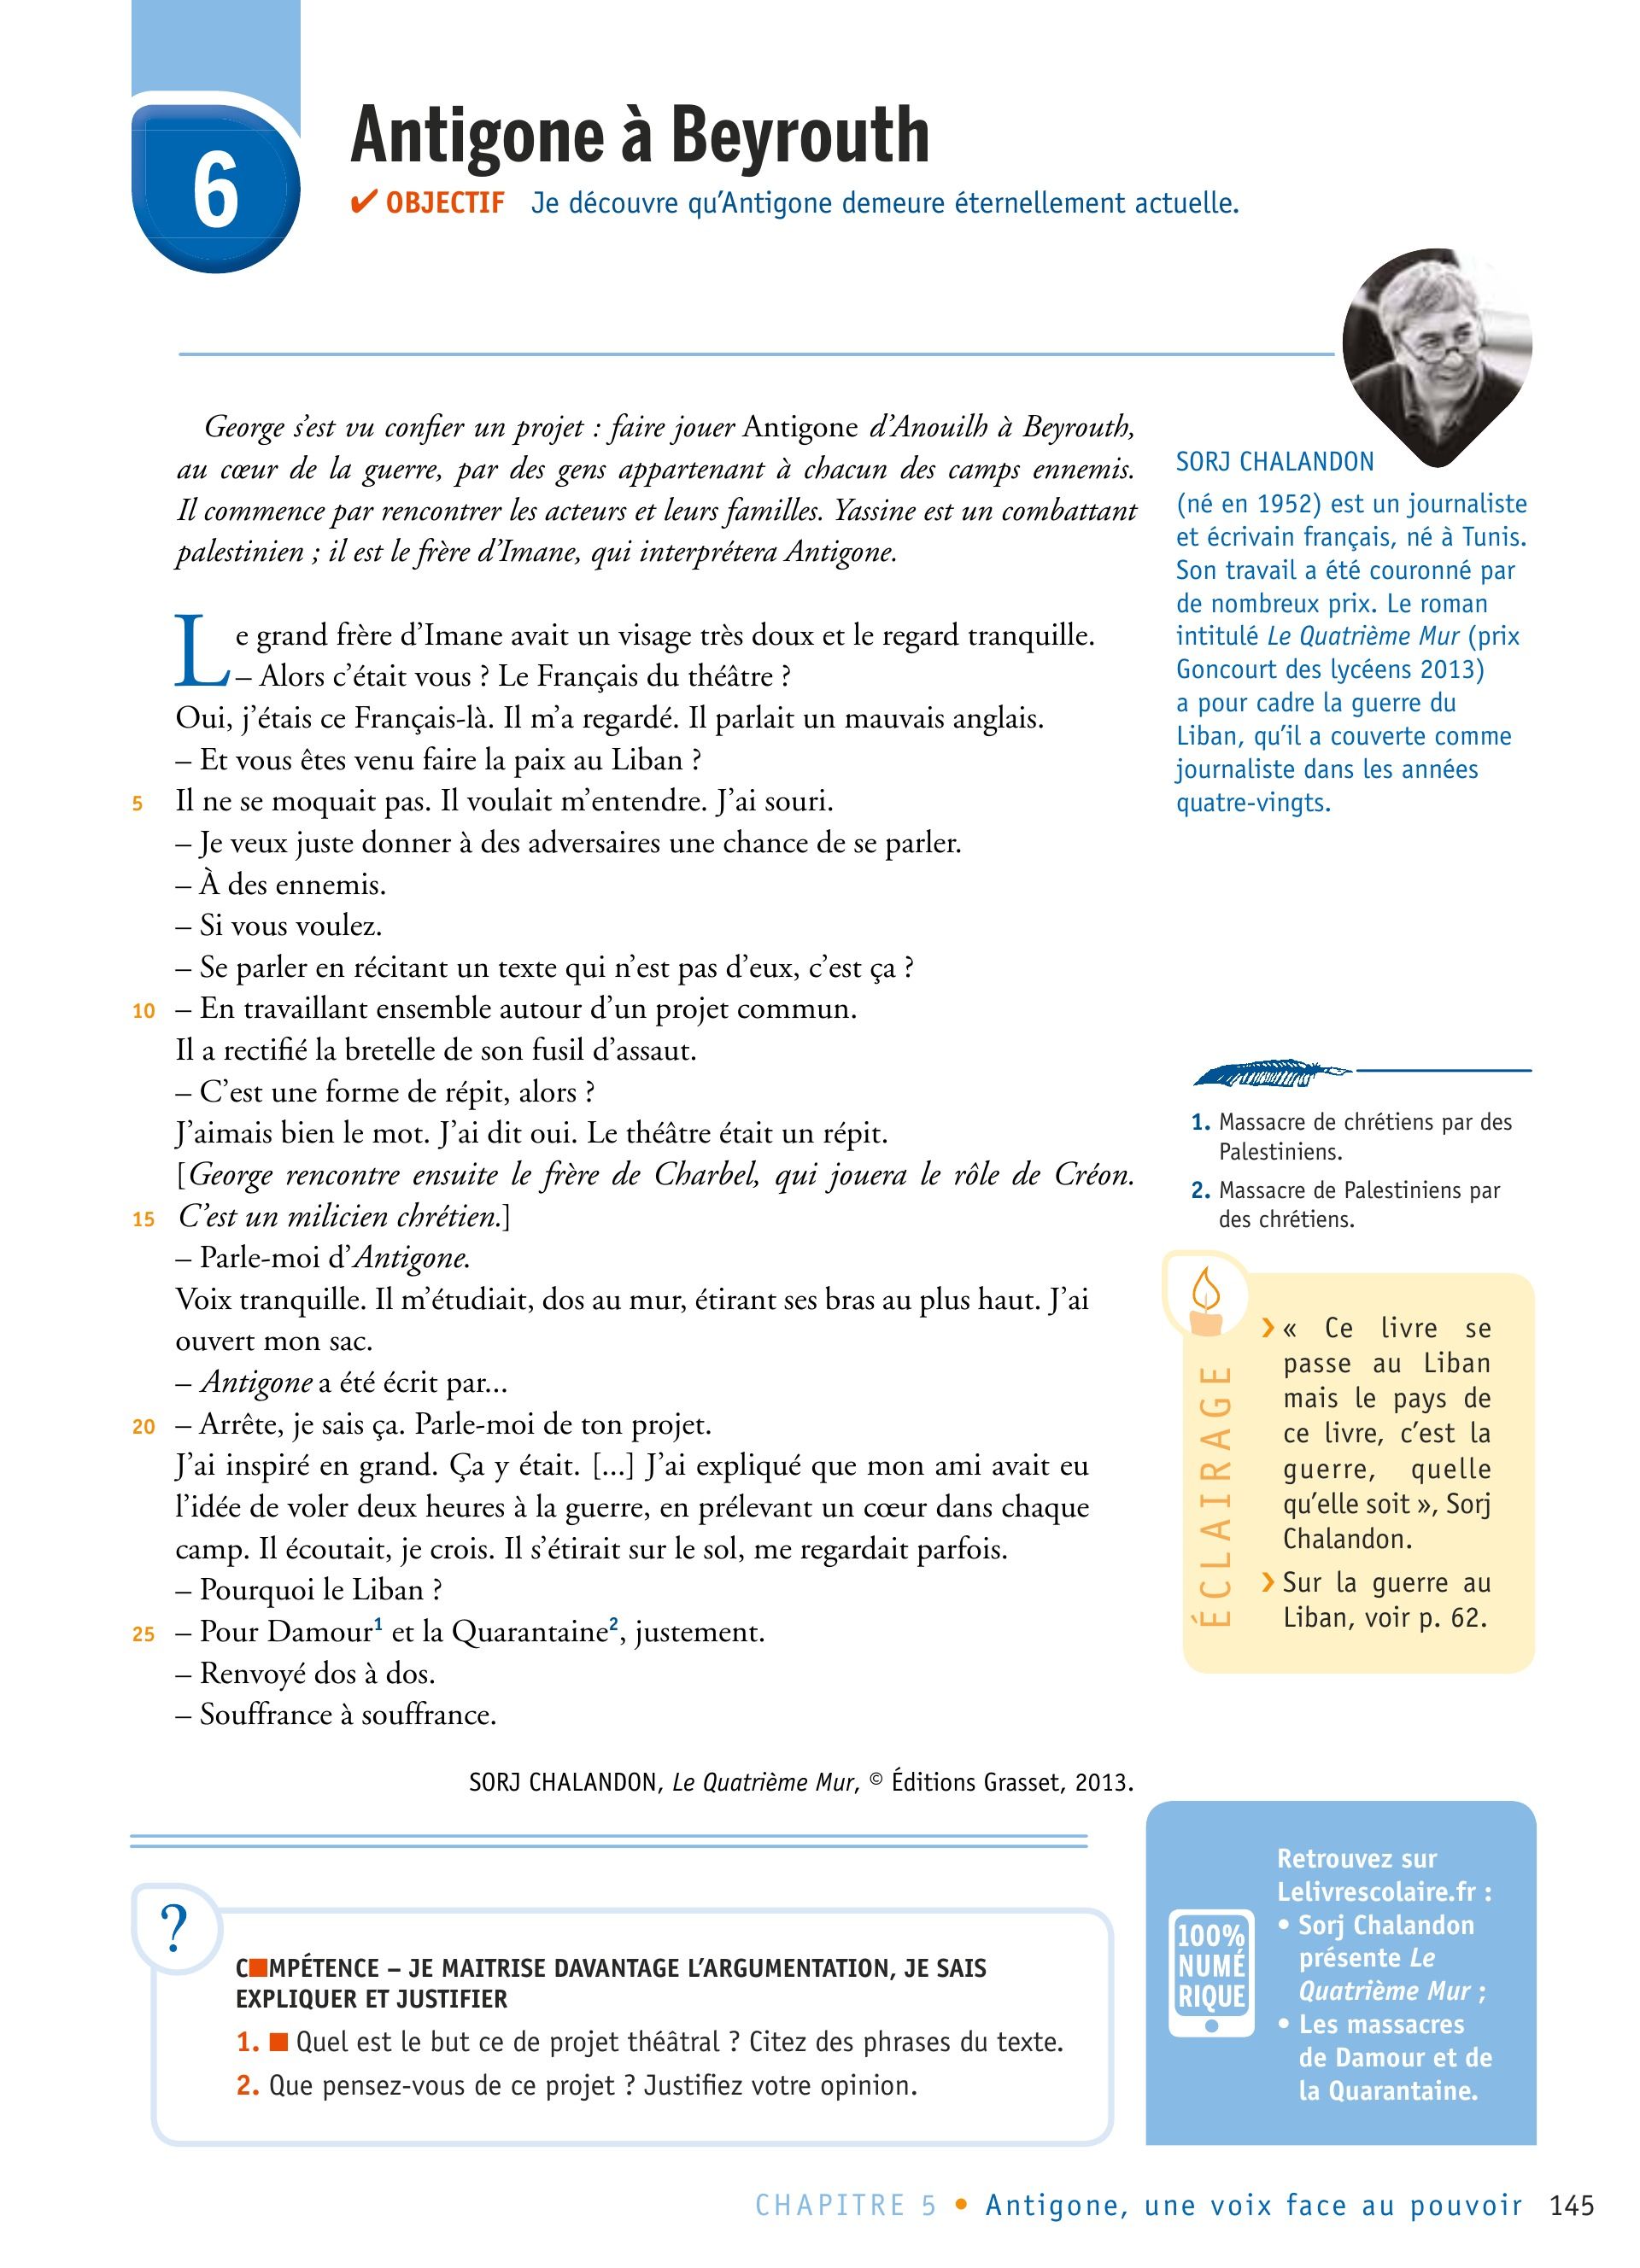 6
Antigone à Beyrouth
✔ OBJECTIF Je découvre qu'Antigone demeure éternellement actuelle.
George s'est vu confier un projet : faire jouer Antigone d'Anouilh à Beyrouth,
au cœur de la guerre, par des gens appartenant à chacun des camps ennemis.
Il commence par rencontrer les acteurs et leurs familles. Yassine est un combattant
palestinien ; il est le frère d'Imane, qui interprétera Antigone.
Le grand frère d'Imane avait un visage très doux et le regard tranquille.
– Alors c'était vous ? Le Français du théâtre ?
Oui, j'étais ce Français-là. Il m'a regardé. Il parlait un mauvais anglais.
– Et vous êtes venu faire la paix au Liban ?
5 Il ne se moquait pas. Il voulait m'entendre. J'ai souri.
– Je veux juste donner à des adversaires une chance de se parler.
– À des ennemis.
– Si vous voulez.
– Se parler en récitant un texte qui n'est pas d'eux, c'est ça ?
10 – En travaillant ensemble autour d'un projet commun.
Il a rectifié la bretelle de son fusil d'assaut.
– C'est une forme de répit, alors ?
J'aimais bien le mot. J'ai dit oui. Le théâtre était un répit.
[George rencontre ensuite le frère de Charbel, qui jouera le rôle de Créon.
15 C'est un milicien chrétien.]
– Parle-moi d'Antigone.
Voix tranquille. Il m'étudiait, dos au mur, étirant ses bras au plus haut. J'ai
ouvert mon sac.
– Antigone a été écrit par...
20 – Arrête, je sais ça. Parle-moi de ton projet.
J'ai inspiré en grand. Ça y était. [...] J'ai expliqué que mon ami avait eu
l'idée de voler deux heures à la guerre, en prélevant un cœur dans chaque
camp. Il écoutait, je crois. Il s'étirait sur le sol, me regardait parfois.
– Pourquoi le Liban ?
25 – Pour Damour1 et la Quarantaine2, justement.
– Renvoyé dos à dos.
– Souffrance à souffrance.
SORJ CHALANDON, Le Quatrième Mur, © Éditions Grasset, 2013.
SORJ CHALANDON
(né en 1952) est un journaliste
et écrivain français, né à Tunis.
Son travail a été couronné par
de nombreux prix. Le roman
intitulé Le Quatrième Mur (prix
Goncourt des lycéens 2013)
a pour cadre la guerre du
Liban, qu'il a couverte comme
journaliste dans les années
quatre-vingts.
1. Massacre de chrétiens par des
Palestiniens.
2. Massacre de Palestiniens par
des chrétiens.
ÉCLAIRAGE
› « Ce livre se
passe au Liban
mais le pays de
ce livre, c'est la
guerre, quelle
qu'elle soit », Sorj
Chalandon.
› Sur la guerre au
Liban, voir p. 62.
?
C■MPÉTENCE – JE MAITRISE DAVANTAGE L'ARGUMENTATION, JE SAIS
EXPLIQUER ET JUSTIFIER
1. ■ Quel est le but ce de projet théâtral ? Citez des phrases du texte.
2. Que pensez-vous de ce projet ? Justifiez votre opinion.
100%
NUMÉ
RIQUE
Retrouvez sur
Lelivrescolaire.fr :
• Sorj Chalandon
présente Le
Quatrième Mur ;
• Les massacres
de Damour et de
la Quarantaine.
CHAPITRE 5 • Antigone, une voix face au pouvoir 145